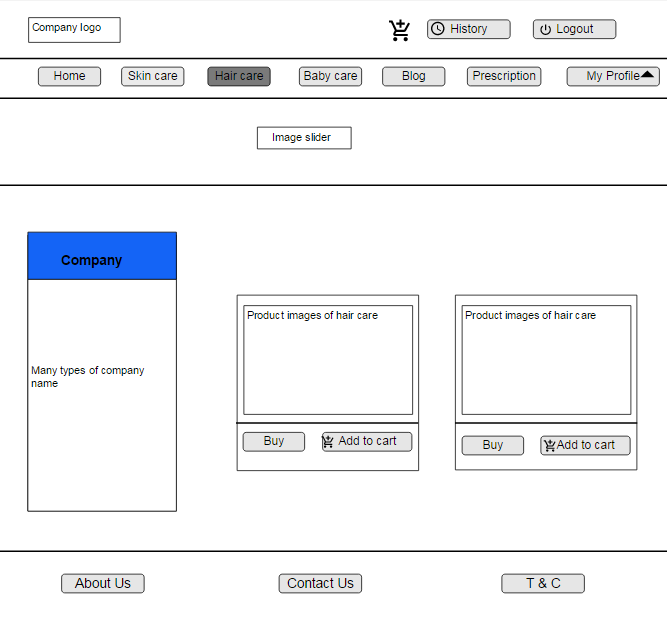 Company logo
History
Logout
Home
Skin care
Hair care
Baby care
Blog
Prescription
My Profile
Image slider
Company
Many types of company
name
Product images of hair care
Buy
Add to cart
Product images of hair care
Buy
Add to cart
About Us
Contact Us
T & C